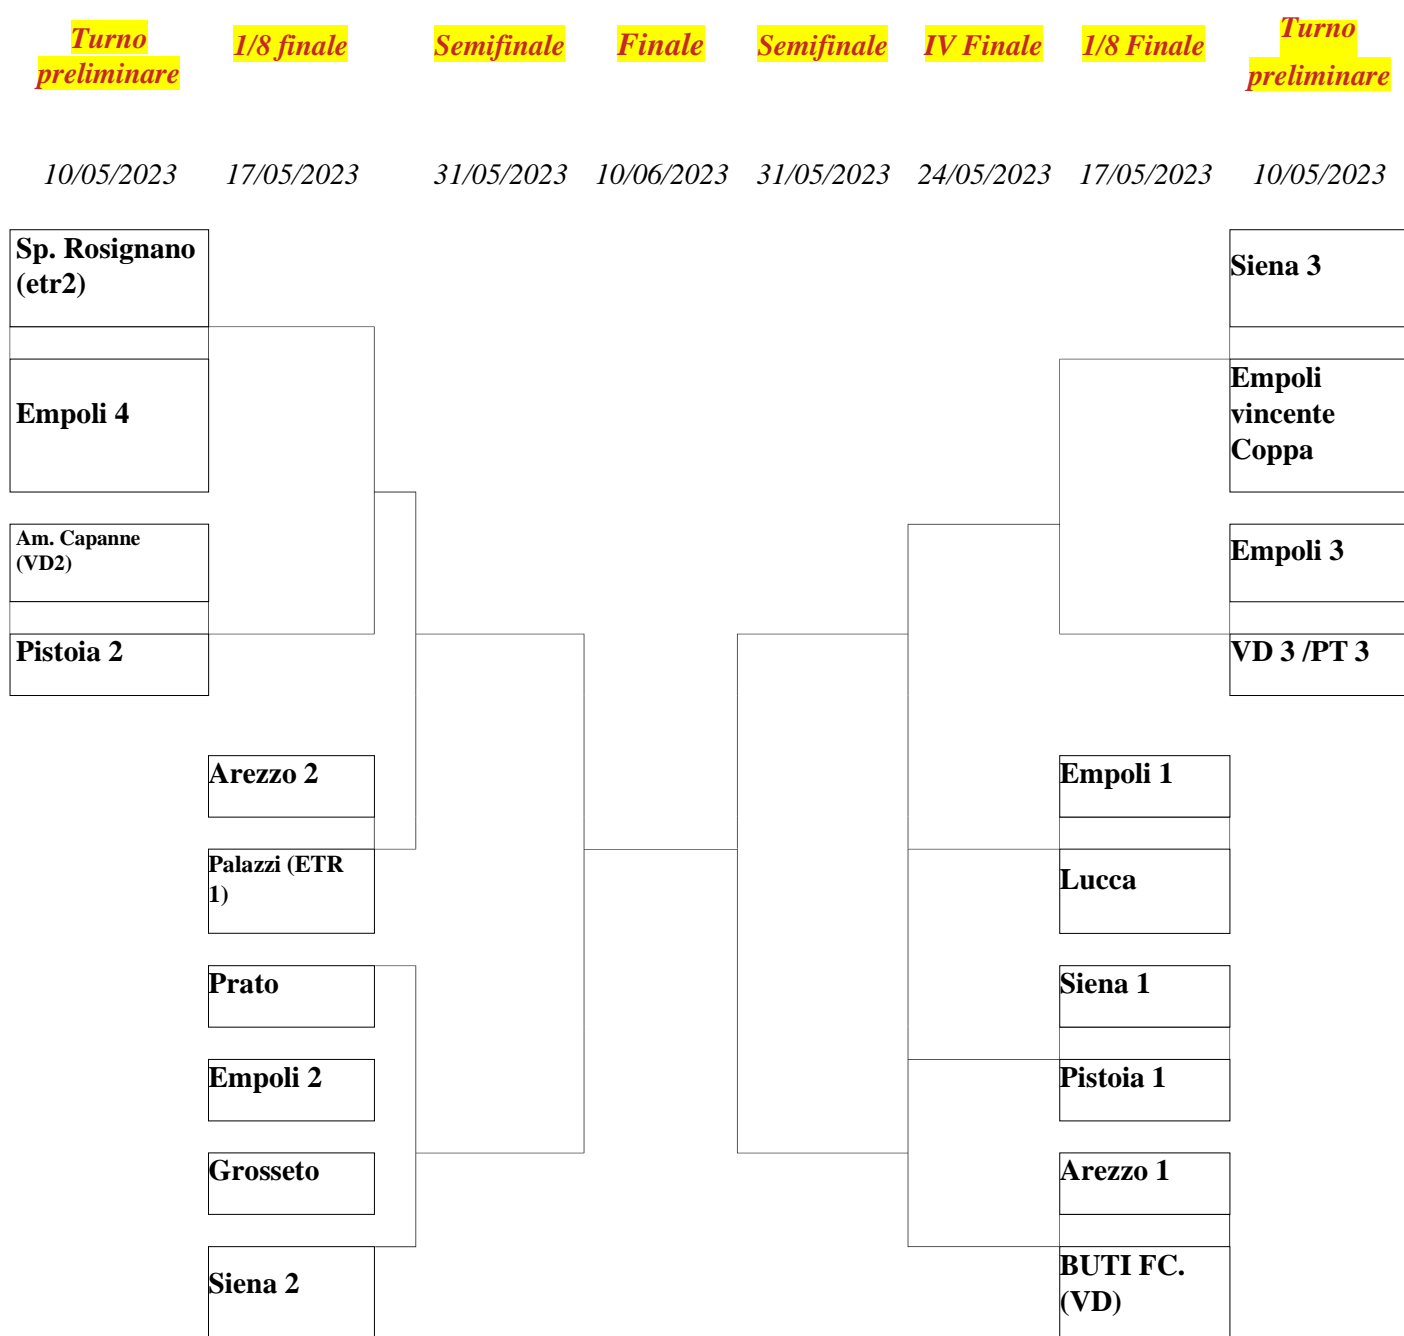 Turno
preliminare
1/8 finale
Semifinale
Finale
Semifinale
IV Finale
1/8 Finale
Turno
preliminare
10/05/2023
17/05/2023
31/05/2023
10/06/2023
31/05/2023
24/05/2023
17/05/2023
10/05/2023
Sp. Rosignano
(etr2)
Siena 3
Empoli 4
Empoli
vincente
Coppa
Am. Capanne
(VD2)
Empoli 3
Pistoia 2
VD 3 /PT 3
Arezzo 2
Empoli 1
Palazzi (ETR
1)
Lucca
Prato
Siena 1
Empoli 2
Pistoia 1
Grosseto
Arezzo 1
Siena 2
BUTI FC.
(VD)